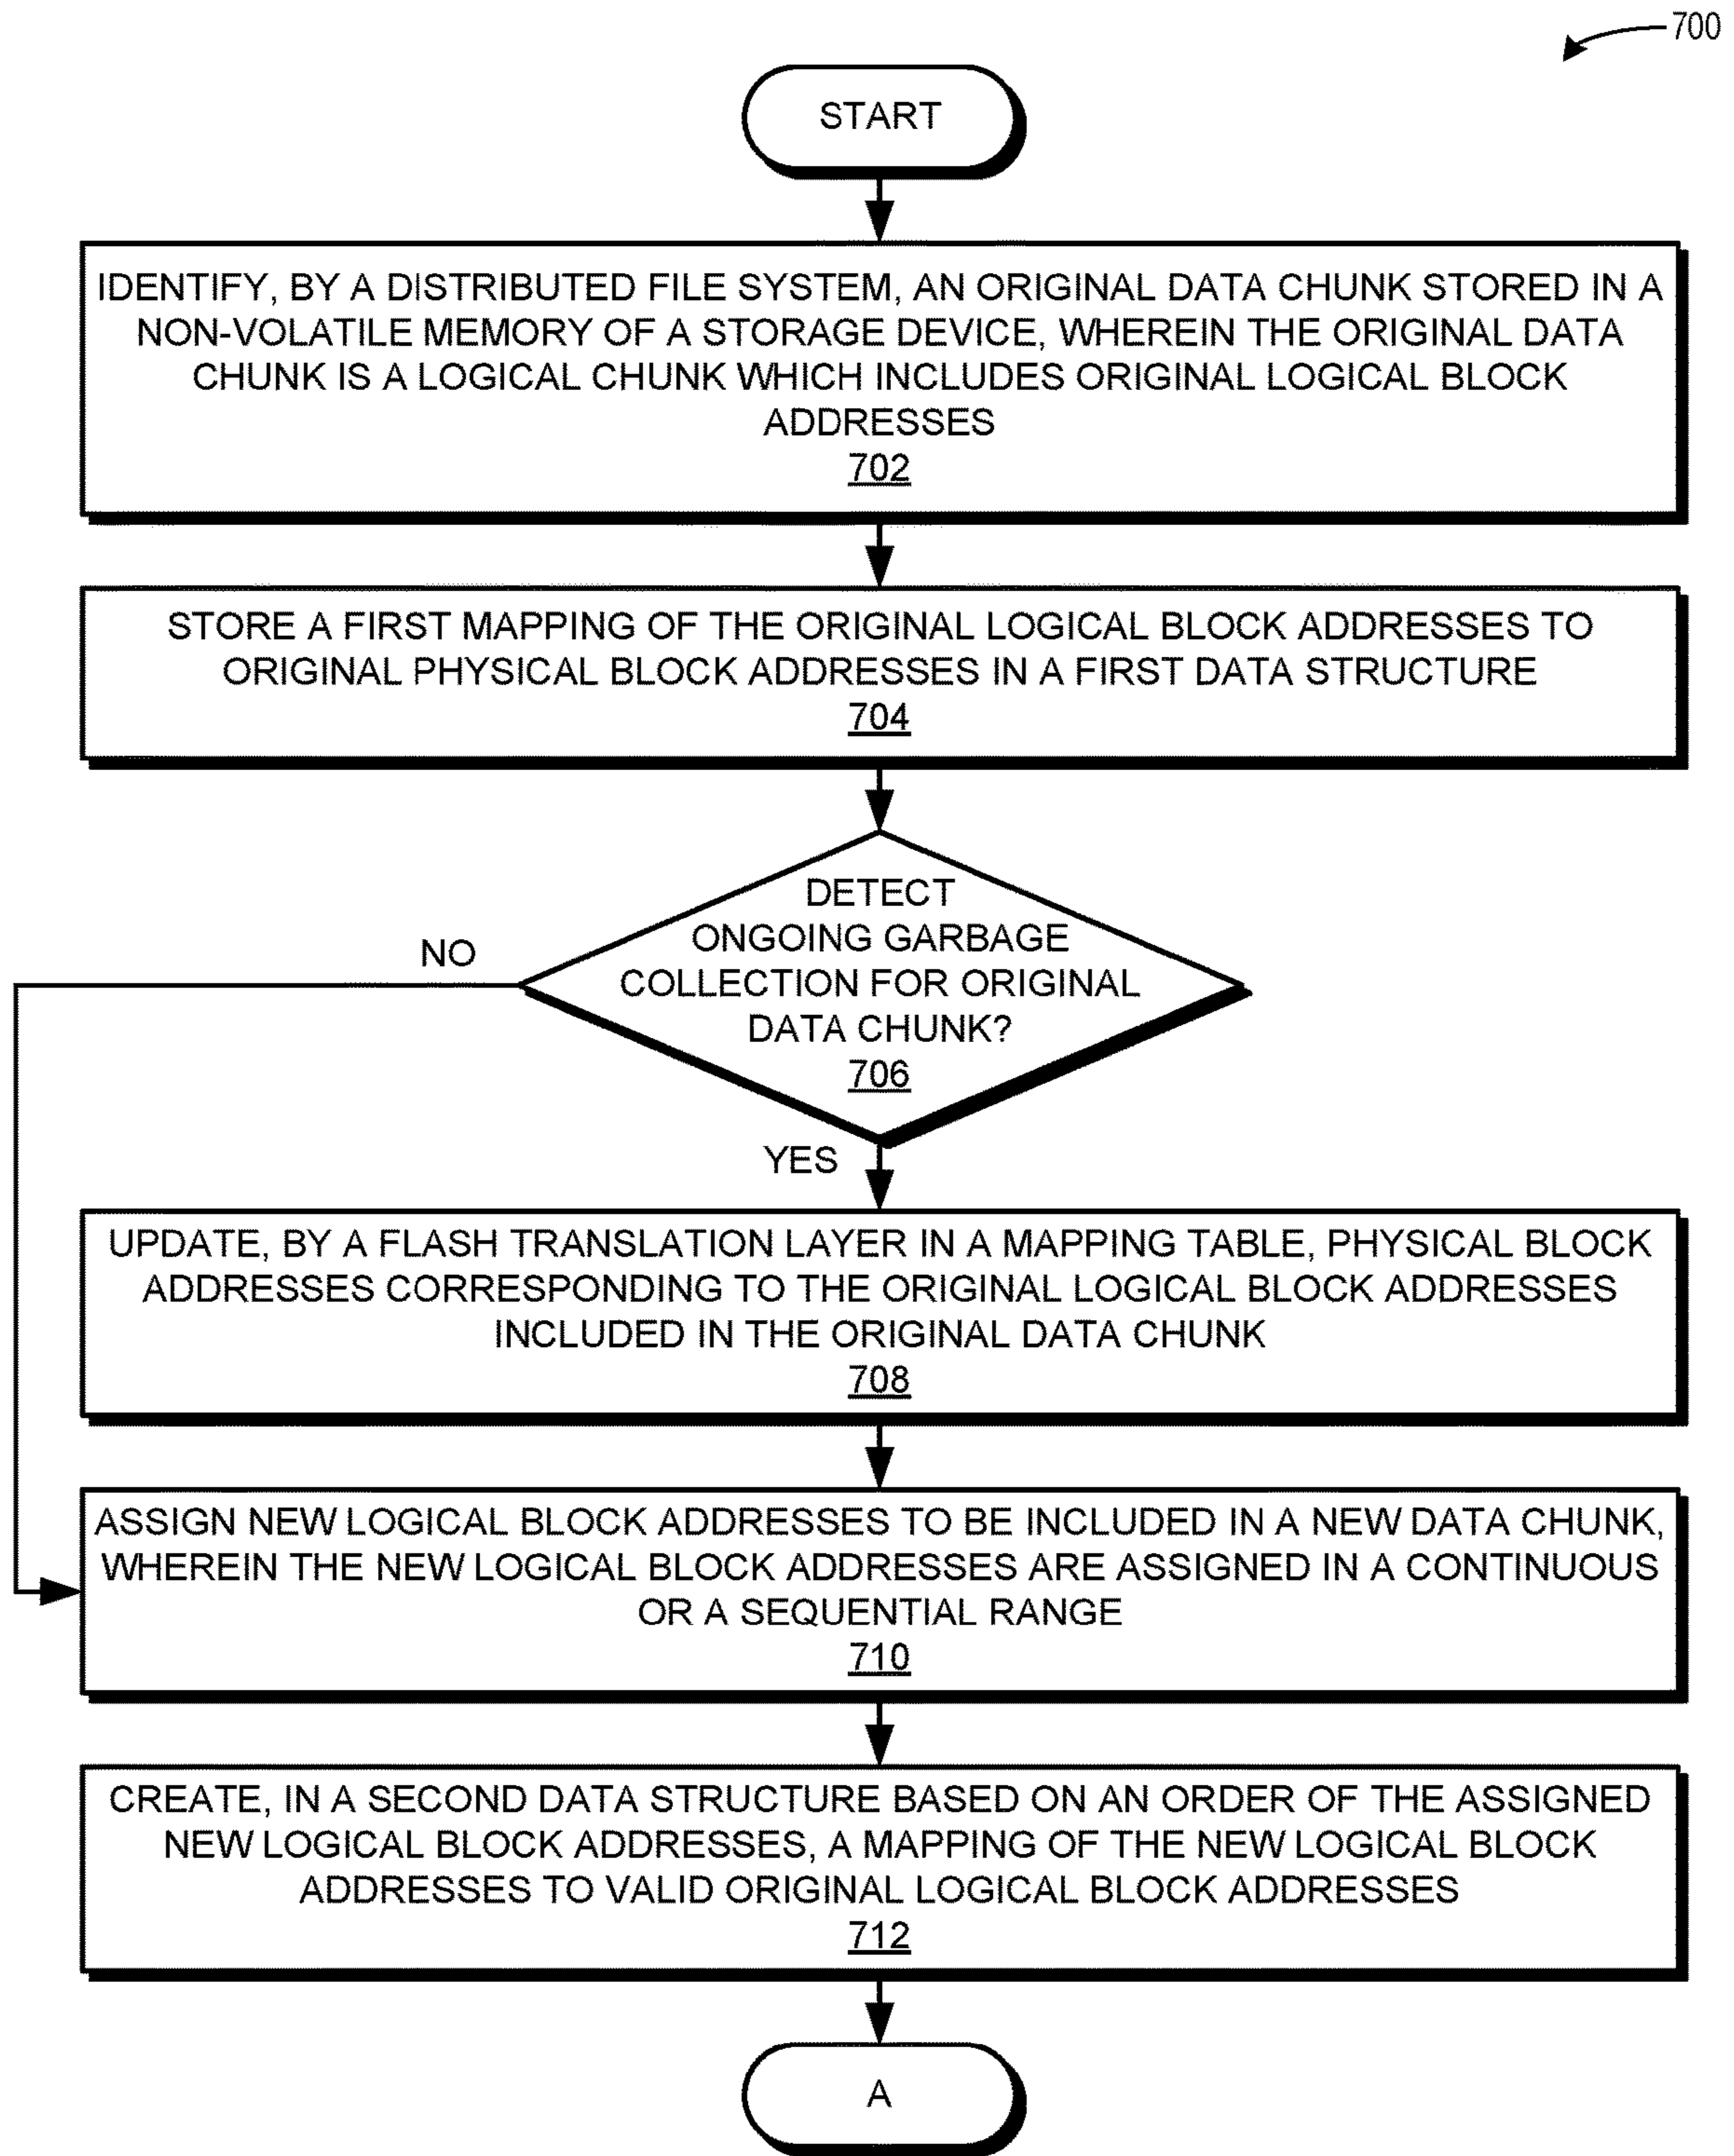 700
START
IDENTIFY, BY A DISTRIBUTED FILE SYSTEM, AN ORIGINAL DATA CHUNK STORED IN A
NON-VOLATILE MEMORY OF A STORAGE DEVICE, WHEREIN THE ORIGINAL DATA
CHUNK IS A LOGICAL CHUNK WHICH INCLUDES ORIGINAL LOGICAL BLOCK
ADDRESSES
702
STORE A FIRST MAPPING OF THE ORIGINAL LOGICAL BLOCK ADDRESSES TO
ORIGINAL PHYSICAL BLOCK ADDRESSES IN A FIRST DATA STRUCTURE
704
DETECT
ONGOING GARBAGE
COLLECTION FOR ORIGINAL
DATA CHUNK?
706
NO
YES
UPDATE, BY A FLASH TRANSLATION LAYER IN A MAPPING TABLE, PHYSICAL BLOCK
ADDRESSES CORRESPONDING TO THE ORIGINAL LOGICAL BLOCK ADDRESSES
INCLUDED IN THE ORIGINAL DATA CHUNK
708
ASSIGN NEW LOGICAL BLOCK ADDRESSES TO BE INCLUDED IN A NEW DATA CHUNK,
WHEREIN THE NEW LOGICAL BLOCK ADDRESSES ARE ASSIGNED IN A CONTINUOUS
OR A SEQUENTIAL RANGE
710
CREATE, IN A SECOND DATA STRUCTURE BASED ON AN ORDER OF THE ASSIGNED
NEW LOGICAL BLOCK ADDRESSES, A MAPPING OF THE NEW LOGICAL BLOCK
ADDRESSES TO VALID ORIGINAL LOGICAL BLOCK ADDRESSES
712
A